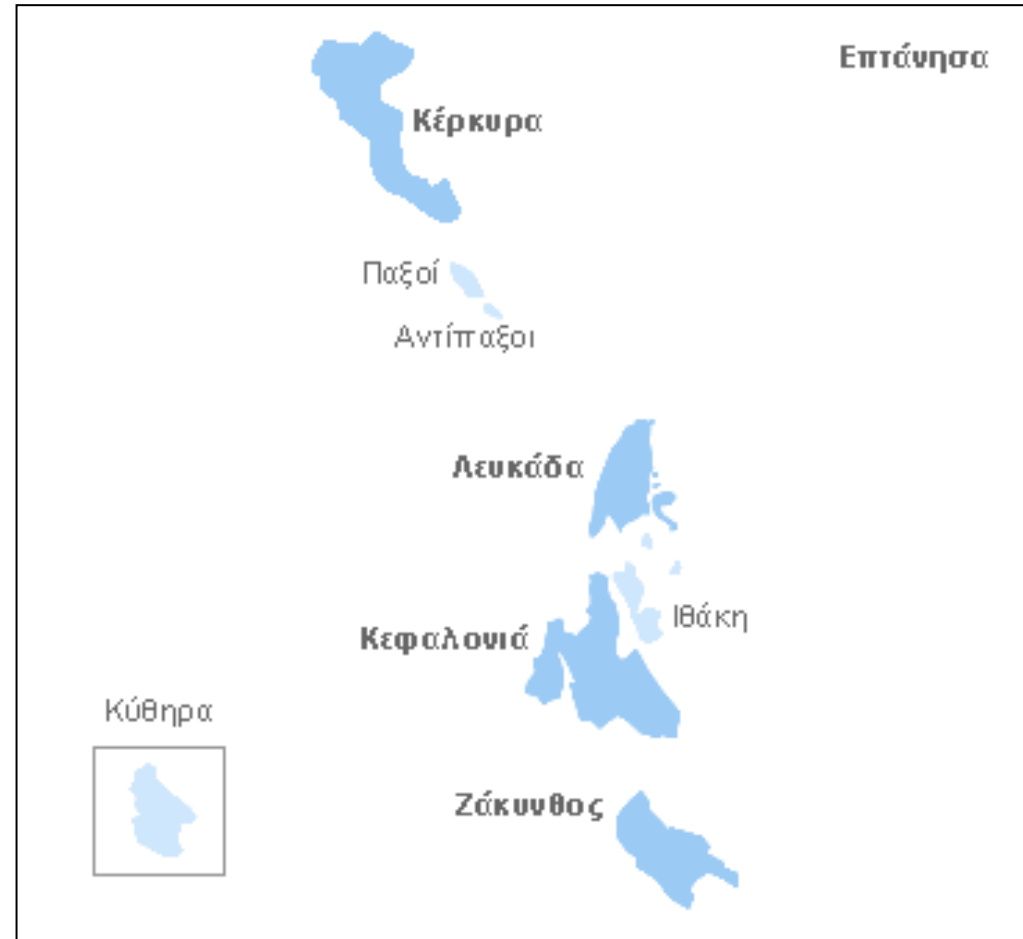 Επτάνησα
Κέρκυρα
Παξοί
Αντίπαξοι
Λευκάδα
Ιθάκη
Κεφαλονιά
Κύθηρα
Ζάκυνθος